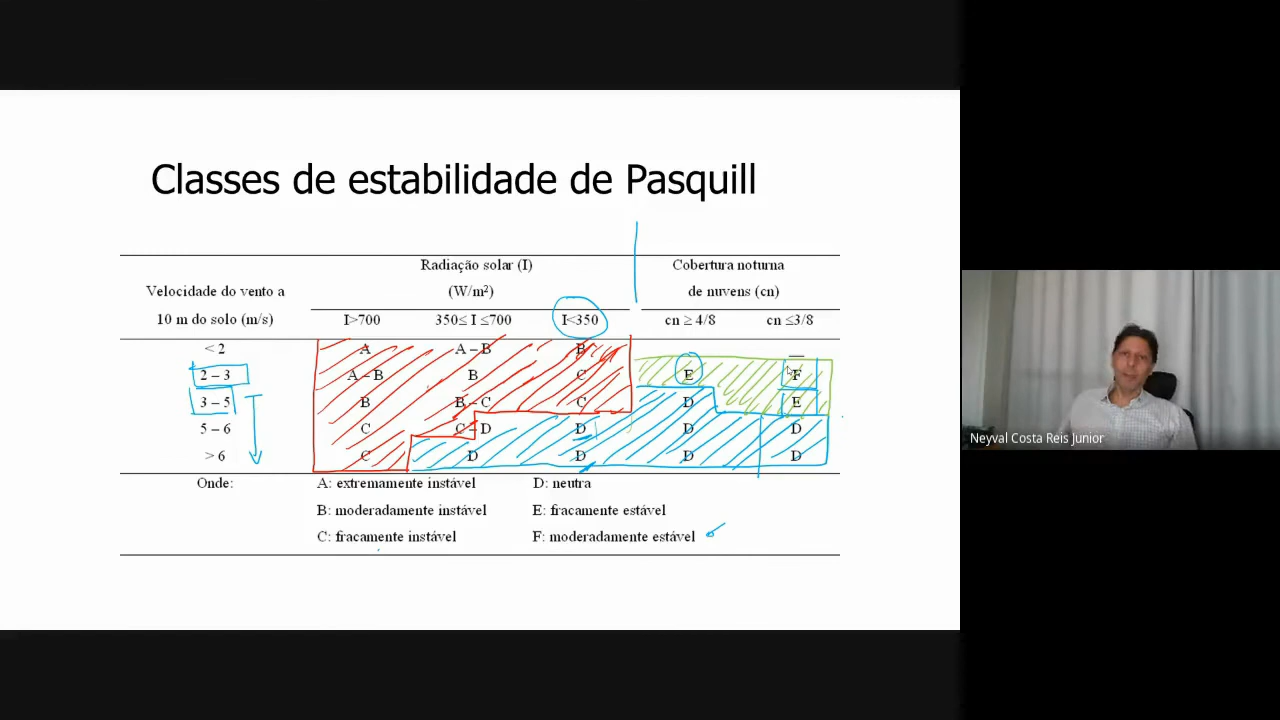 Classes de estabilidade de Pasquill
Radiação solar (I)
Cobertura noturna
Velocidade do vento a
(W/m²)
de nuvens (cn)
10 m do solo (m/s)
I>700
350≤ I ≤700
I<350
cn ≥ 4/8
cn ≤3/8
< 2 A A – B B —
2 – 3 A – B B C E F
3 – 5 B B – C C D E
5 – 6 C C – D D D D
> 6 C D D D D
Onde: A: extremamente instável D: neutra
B: moderadamente instável E: fracamente estável
C: fracamente instável F: moderadamente estável
Neyval Costa Reis Junior